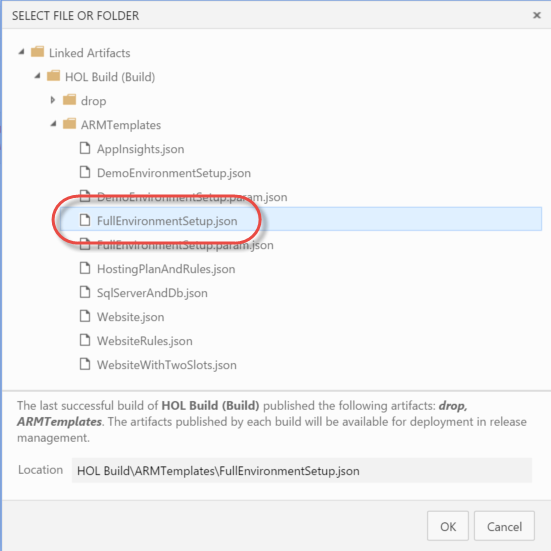 SELECT FILE OR FOLDER
Linked Artifacts
HOL Build (Build)
drop
ARMTemplates
AppInsights.json
DemoEnvironmentSetup.json
DemoEnvironmentSetup.param.json
FullEnvironmentSetup.json
FullEnvironmentSetup.param.json
HostingPlanAndRules.json
SqlServerAndDb.json
Website.json
WebsiteRules.json
WebsiteWithTwoSlots.json
The last successful build of HOL Build (Build) published the following artifacts: drop,
ARMTemplates. The artifacts published by each build will be available for deployment in release
management.
Location HOL Build\ARMTemplates\FullEnvironmentSetup.json
OK Cancel